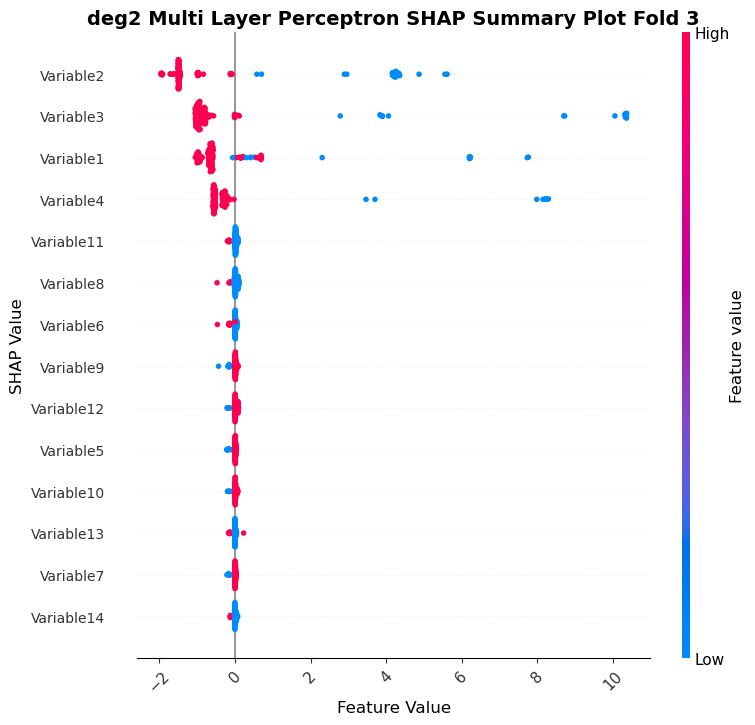 deg2 Multi Layer Perceptron SHAP Summary Plot Fold 3
High
Variable2
Variable3
Variable1
Variable4
Variable11
Variable8
Variable6
Variable9
Variable12
Variable5
Variable10
Variable13
Variable7
Variable14
SHAP Value
Feature value
Low
−2
0
2
4
6
8
10
Feature Value